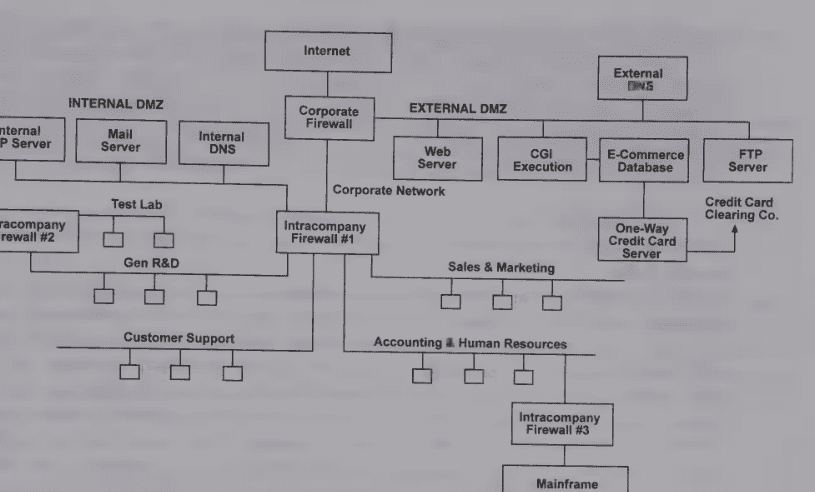 Internet
External
DNS
INTERNAL DMZ
Corporate
Firewall
EXTERNAL DMZ
nternal
P Server
Mail
Server
Internal
DNS
Web
Server
CGI
Execution
E-Commerce
Database
FTP
Server
Corporate Network
Test Lab
Credit Card
Clearing Co.
racompany
rewall #2
Intracompany
Firewall #1
One-Way
Credit Card
Server
Gen R&D
Sales & Marketing
Customer Support
Accounting & Human Resources
Intracompany
Firewall #3
Mainframe